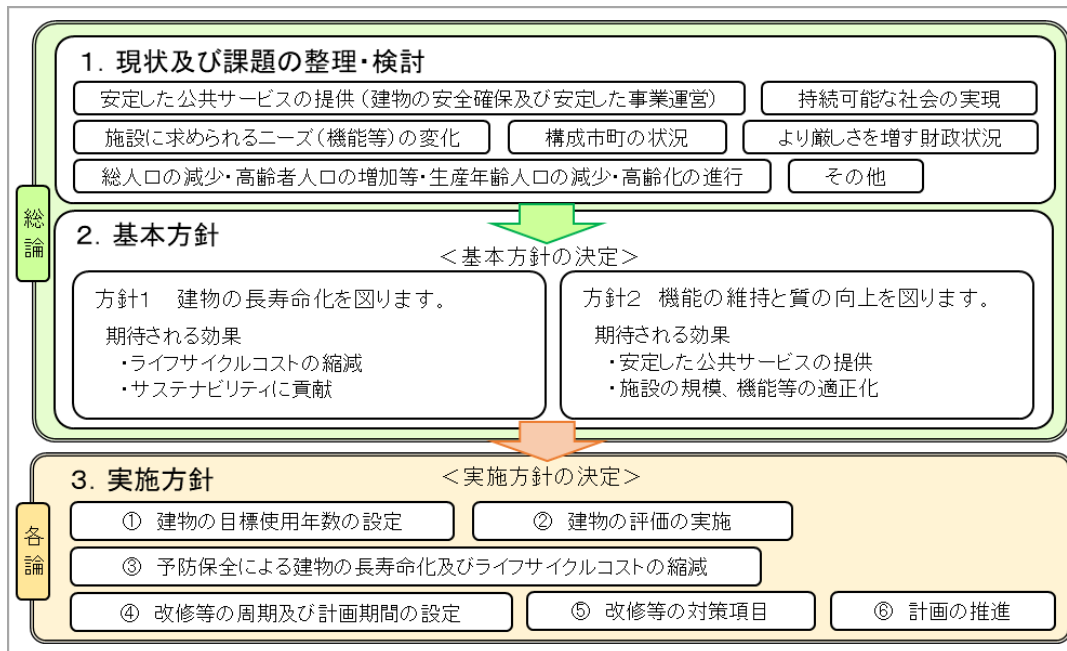 1．現状及び課題の整理・検討
安定した公共サービスの提供（建物の安全確保及び安定した事業運営）
持続可能な社会の実現
施設に求められるニーズ（機能等）の変化
構成市町の状況
より厳しさを増す財政状況
総人口の減少・高齢者人口の増加等・生産年齢人口の減少・高齢化の進行
その他
総論
2．基本方針
＜基本方針の決定＞
方針1　建物の長寿命化を図ります。
期待される効果
・ライフサイクルコストの縮減
・サステナビリティに貢献
方針2　機能の維持と質の向上を図ります。
期待される効果
・安定した公共サービスの提供
・施設の規模、機能等の適正化
各論
3．実施方針
＜実施方針の決定＞
①　建物の目標使用年数の設定
②　建物の評価の実施
③　予防保全による建物の長寿命化及びライフサイクルコストの縮減
④　改修等の周期及び計画期間の設定
⑤　改修等の対策項目
⑥　計画の推進